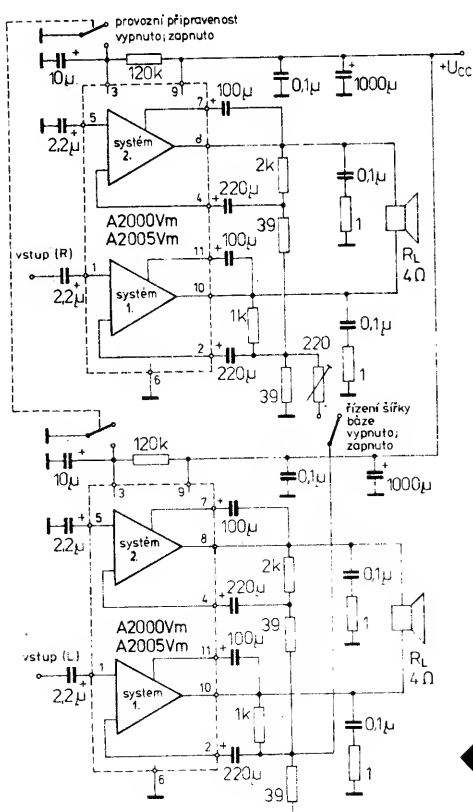 provozní připravenost
vypnuto; zapnuto
10µ
120k
3
9
+
0,1µ
+
1000µ
+UCC
7
+
100µ
5
+
2,2µ
systém
2.
8
2k
0,1µ
4
+
220µ
39
1
RL
4Ω
A2000Vm
A2005Vm
11
+
100µ
vstup (R)
1
+
2,2µ
systém
1.
10
1k
0,1µ
2
+
220µ
39
220
1
6
řízení šířky
báze
vypnuto;
zapnuto
10µ
+
120k
3
9
0,1µ
+
1000µ
7
+
100µ
5
+
2,2µ
systém
2.
8
2k
0,1µ
4
220µ
+
39
1
RL
4Ω
A2000Vm
A2005Vm
11
100µ
+
vstup (L)
1
+
2,2µ
systém
1.
10
1k
0,1µ
2
+
220µ
39
1
6